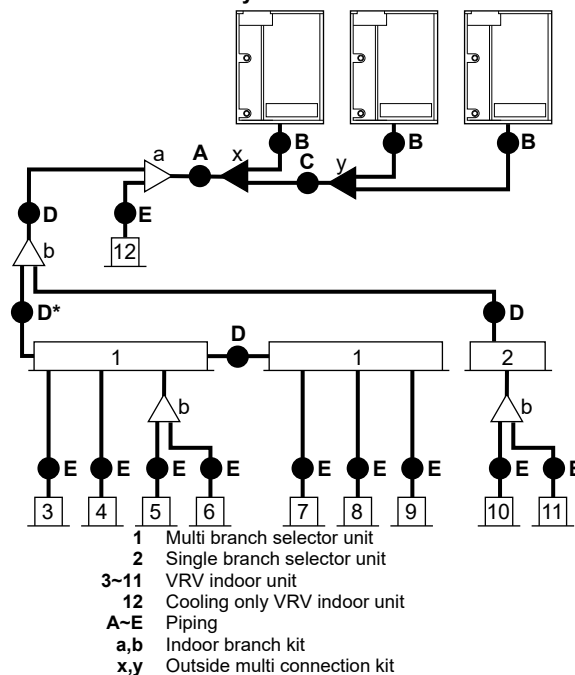 y
B B B
a A x C y
D E
b 12
D* D D
1 1 2
b b
E E E E E E E E E
3 4 5 6 7 8 9 10 11
1 Multi branch selector unit
2 Single branch selector unit
3~11 VRV indoor unit
12 Cooling only VRV indoor unit
A~E Piping
a,b Indoor branch kit
x,y Outside multi connection kit